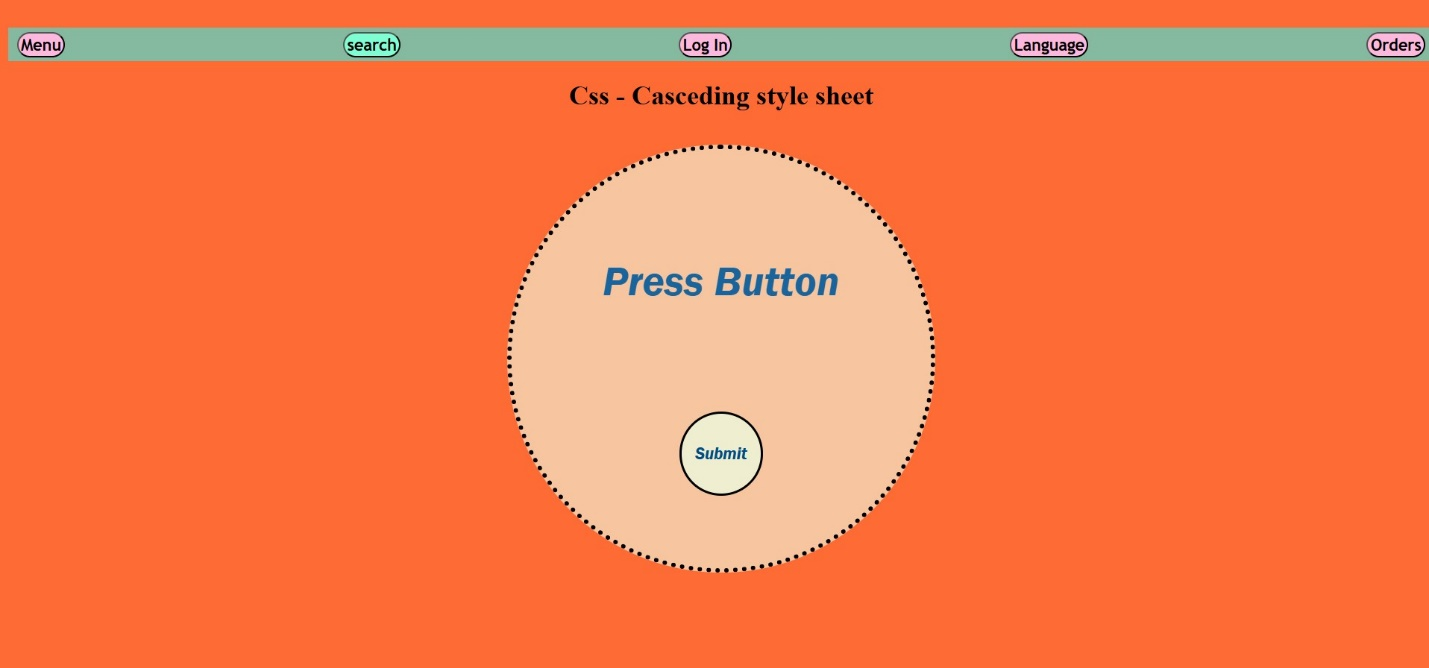 Menu search Log In Language Orders
Css - Casceding style sheet
Press Button
Submit